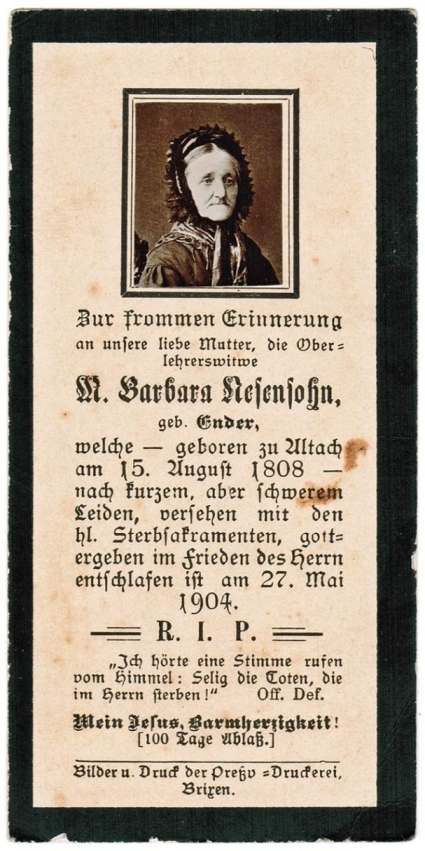 Zur frommen Erinnerung
an unsere liebe Mutter, die Ober=
lehrerswitwe
M. Barbara Nesensohn,
geb. Ender,
welche — geboren zu Altach
am 15. August 1808 —
nach kurzem, aber schwerem
Leiden, versehen mit den
hl. Sterbsakramenten, gott=
ergeben im Frieden des Herrn
entschlafen ist am 27. Mai
1904.
R. I. P.
„Ich hörte eine Stimme rufen
vom Himmel: Selig die Toten, die
im Herrn sterben!" Off. Def.
Mein Jesus, Barmherzigkeit!
[100 Tage Ablaß.]
Bilder u. Druck der Preßv =Druckerei,
Brixen.